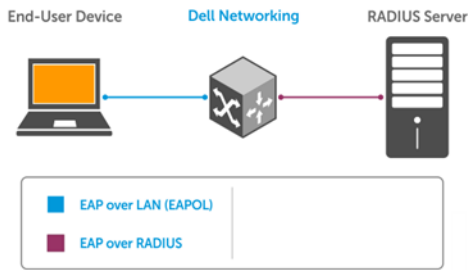 End-User Device
Dell Networking
RADIUS Server
EAP over LAN (EAPOL)
EAP over RADIUS